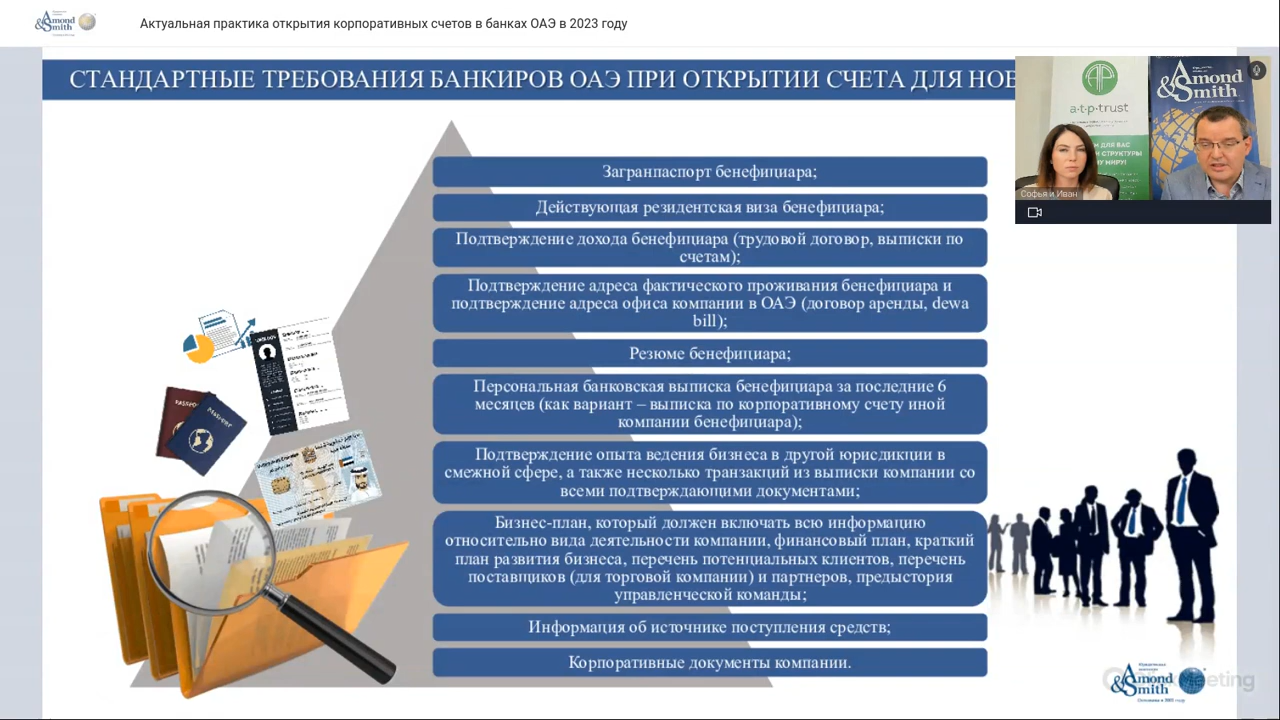 Amond
&Smith
Актуальная практика открытия корпоративных счетов в банках ОАЭ в 2023 году
СТАНДАРТНЫЕ ТРЕБОВАНИЯ БАНКИРОВ ОАЭ ПРИ ОТКРЫТИИ СЧЕТА ДЛЯ НОВ
a·t·p·trust
Amond
&Smith
Софья и Иван
Загранпаспорт бенефициара;
Действующая резидентская виза бенефициара;
Подтверждение дохода бенефициара (трудовой договор, выписки по
счетам);
Подтверждение адреса фактического проживания бенефициара и
подтверждение адреса офиса компании в ОАЭ (договор аренды, dewa
bill);
Резюме бенефициара;
Персональная банковская выписка бенефициара за последние 6
месяцев (как вариант – выписка по корпоративному счету иной
компании бенефициара);
Подтверждение опыта ведения бизнеса в другой юрисдикции в
смежной сфере, а также несколько транзакций из выписки компании со
всеми подтверждающими документами;
Бизнес-план, который должен включать всю информацию
относительно вида деятельности компании, финансовый план, краткий
план развития бизнеса, перечень потенциальных клиентов, перечень
поставщиков (для торговой компании) и партнеров, предыстория
управленческой команды;
Информация об источнике поступления средств;
Корпоративные документы компании.
Amond
&Smith